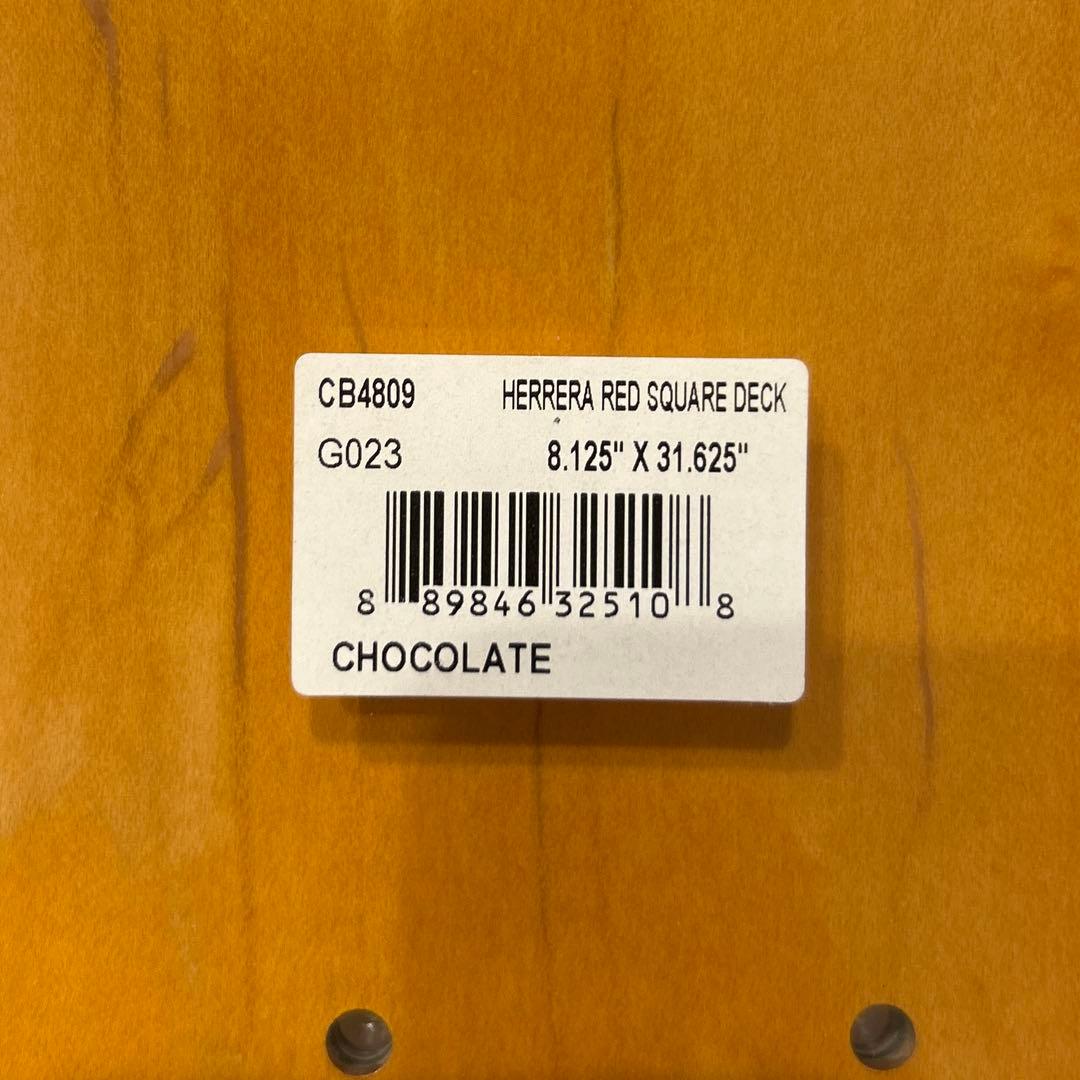 CB4809 HERRERA RED SQUARE DECK
G023 8.125" X 31.625"
8 89846 32510 8
CHOCOLATE